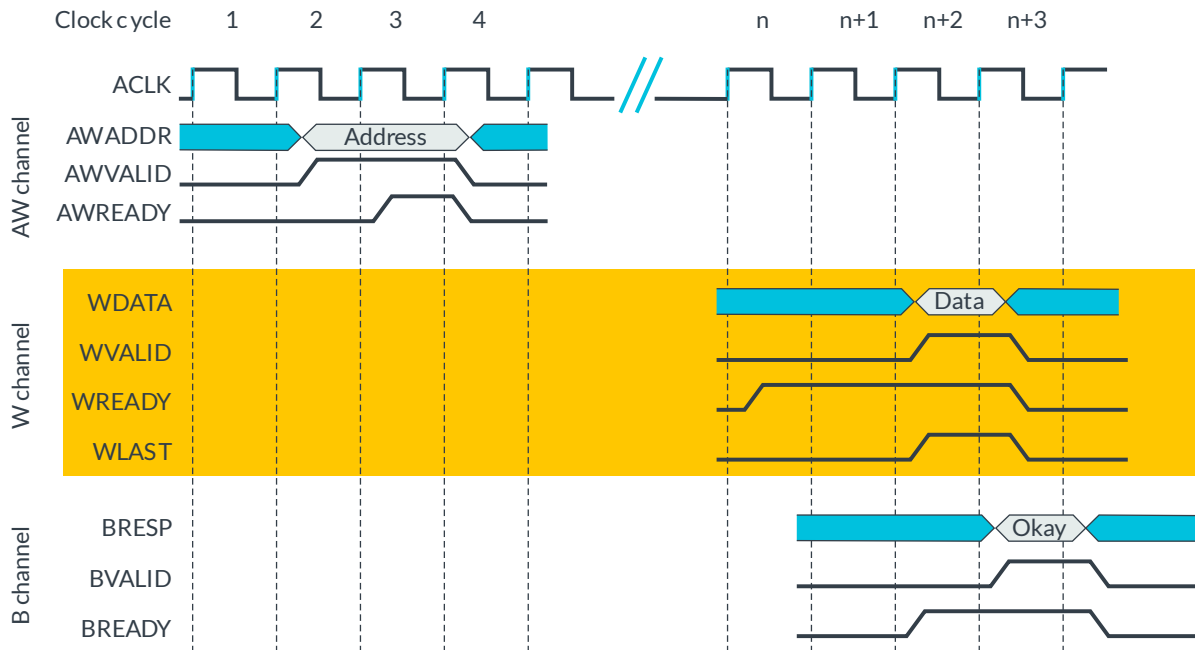 Clock cycle 1 2 3 4 n n+1 n+2 n+3
ACLK
AW channel
AWADDR Address
AWVALID
AWREADY
W channel
WDATA Data
WVALID
WREADY
WLAST
B channel
BRESP Okay
BVALID
BREADY